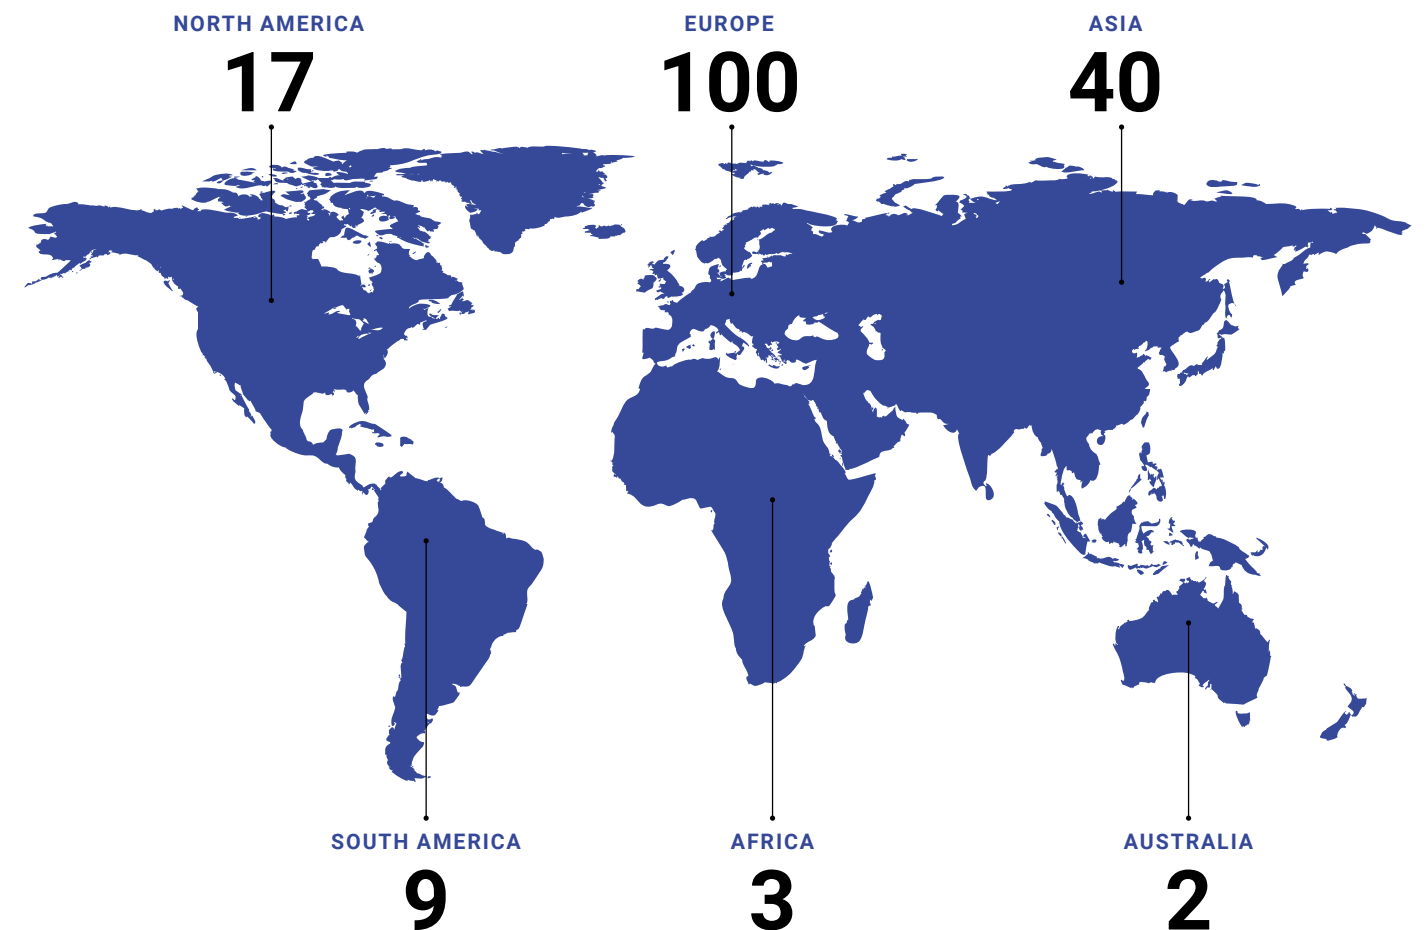 NORTH AMERICA
17
EUROPE
100
ASIA
40
SOUTH AMERICA
9
AFRICA
3
AUSTRALIA
2